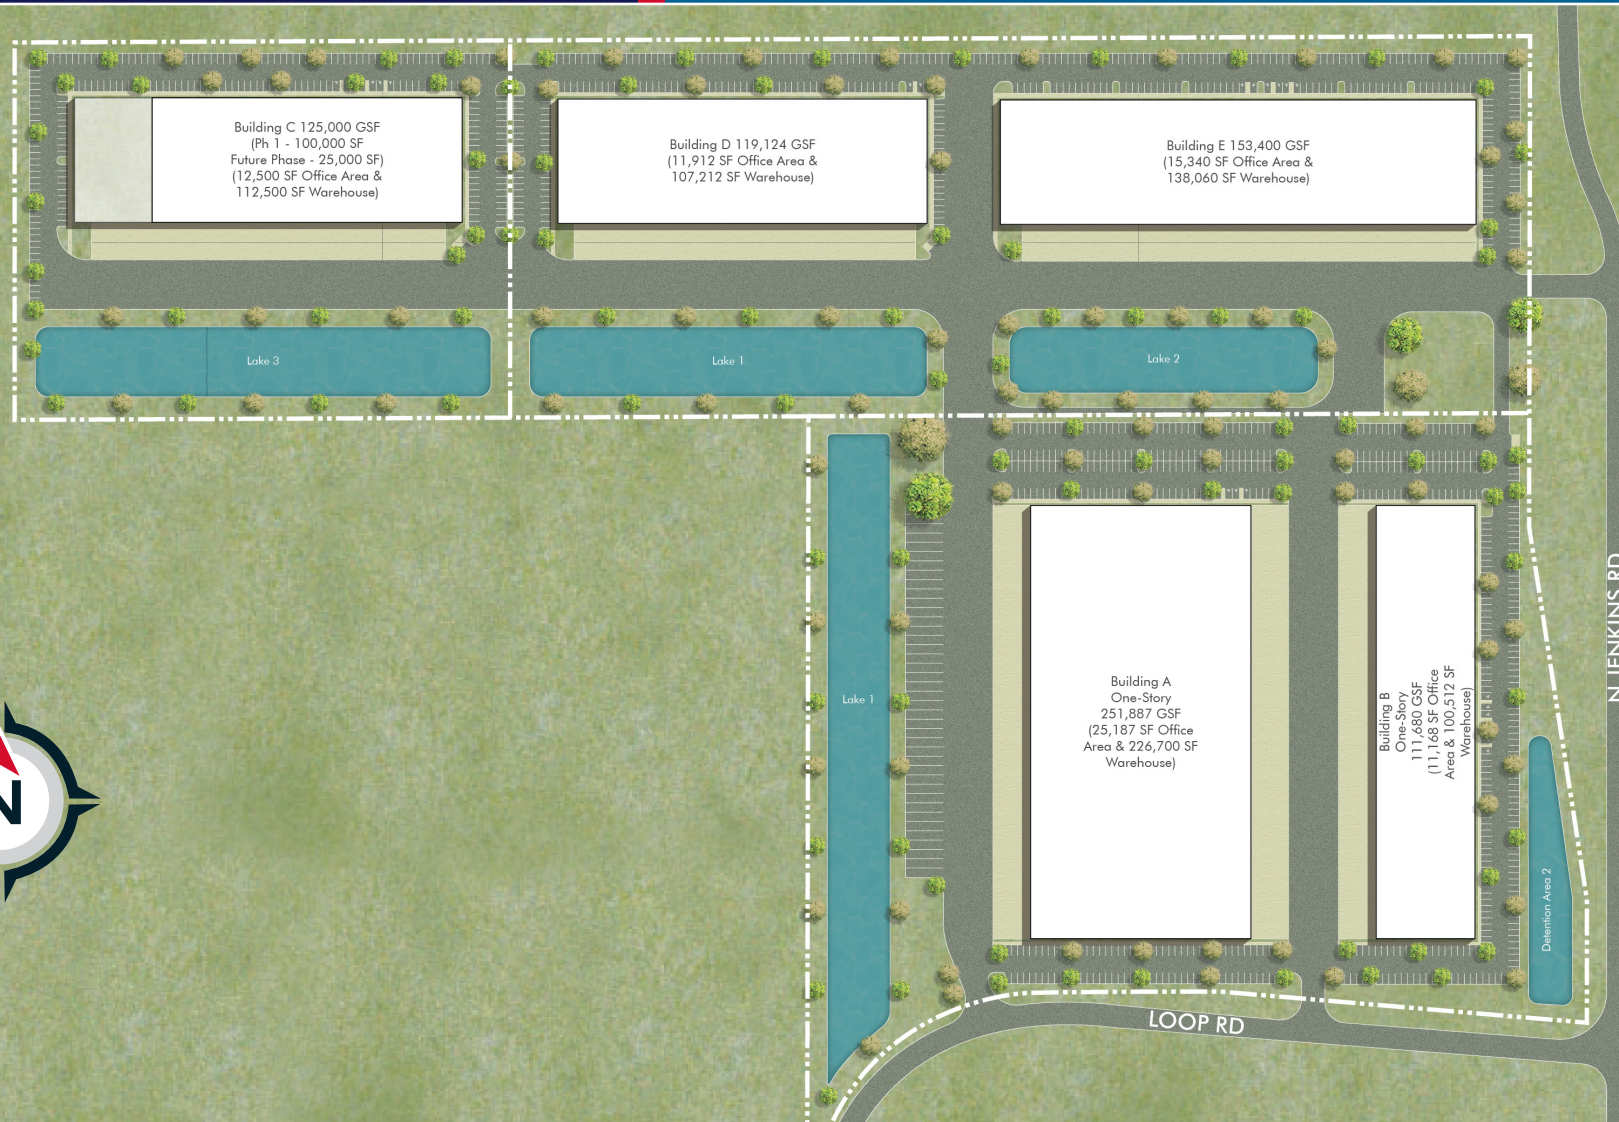 Building C 125,000 GSF
(Ph 1 - 100,000 SF
Future Phase - 25,000 SF)
(12,500 SF Office Area &
112,500 SF Warehouse)
Building D 119,124 GSF
(11,912 SF Office Area &
107,212 SF Warehouse)
Building E 153,400 GSF
(15,340 SF Office Area &
138,060 SF Warehouse)
Lake 3
Lake 1
Lake 2
Lake 1
Building A
One-Story
251,887 GSF
(25,187 SF Office
Area & 226,700 SF
Warehouse)
Building B
One-Story
111,680 GSF
(11,168 SF Office
Area & 100,512 SF
Warehouse)
N JENKINS RD
N
Detention Area 2
LOOP RD